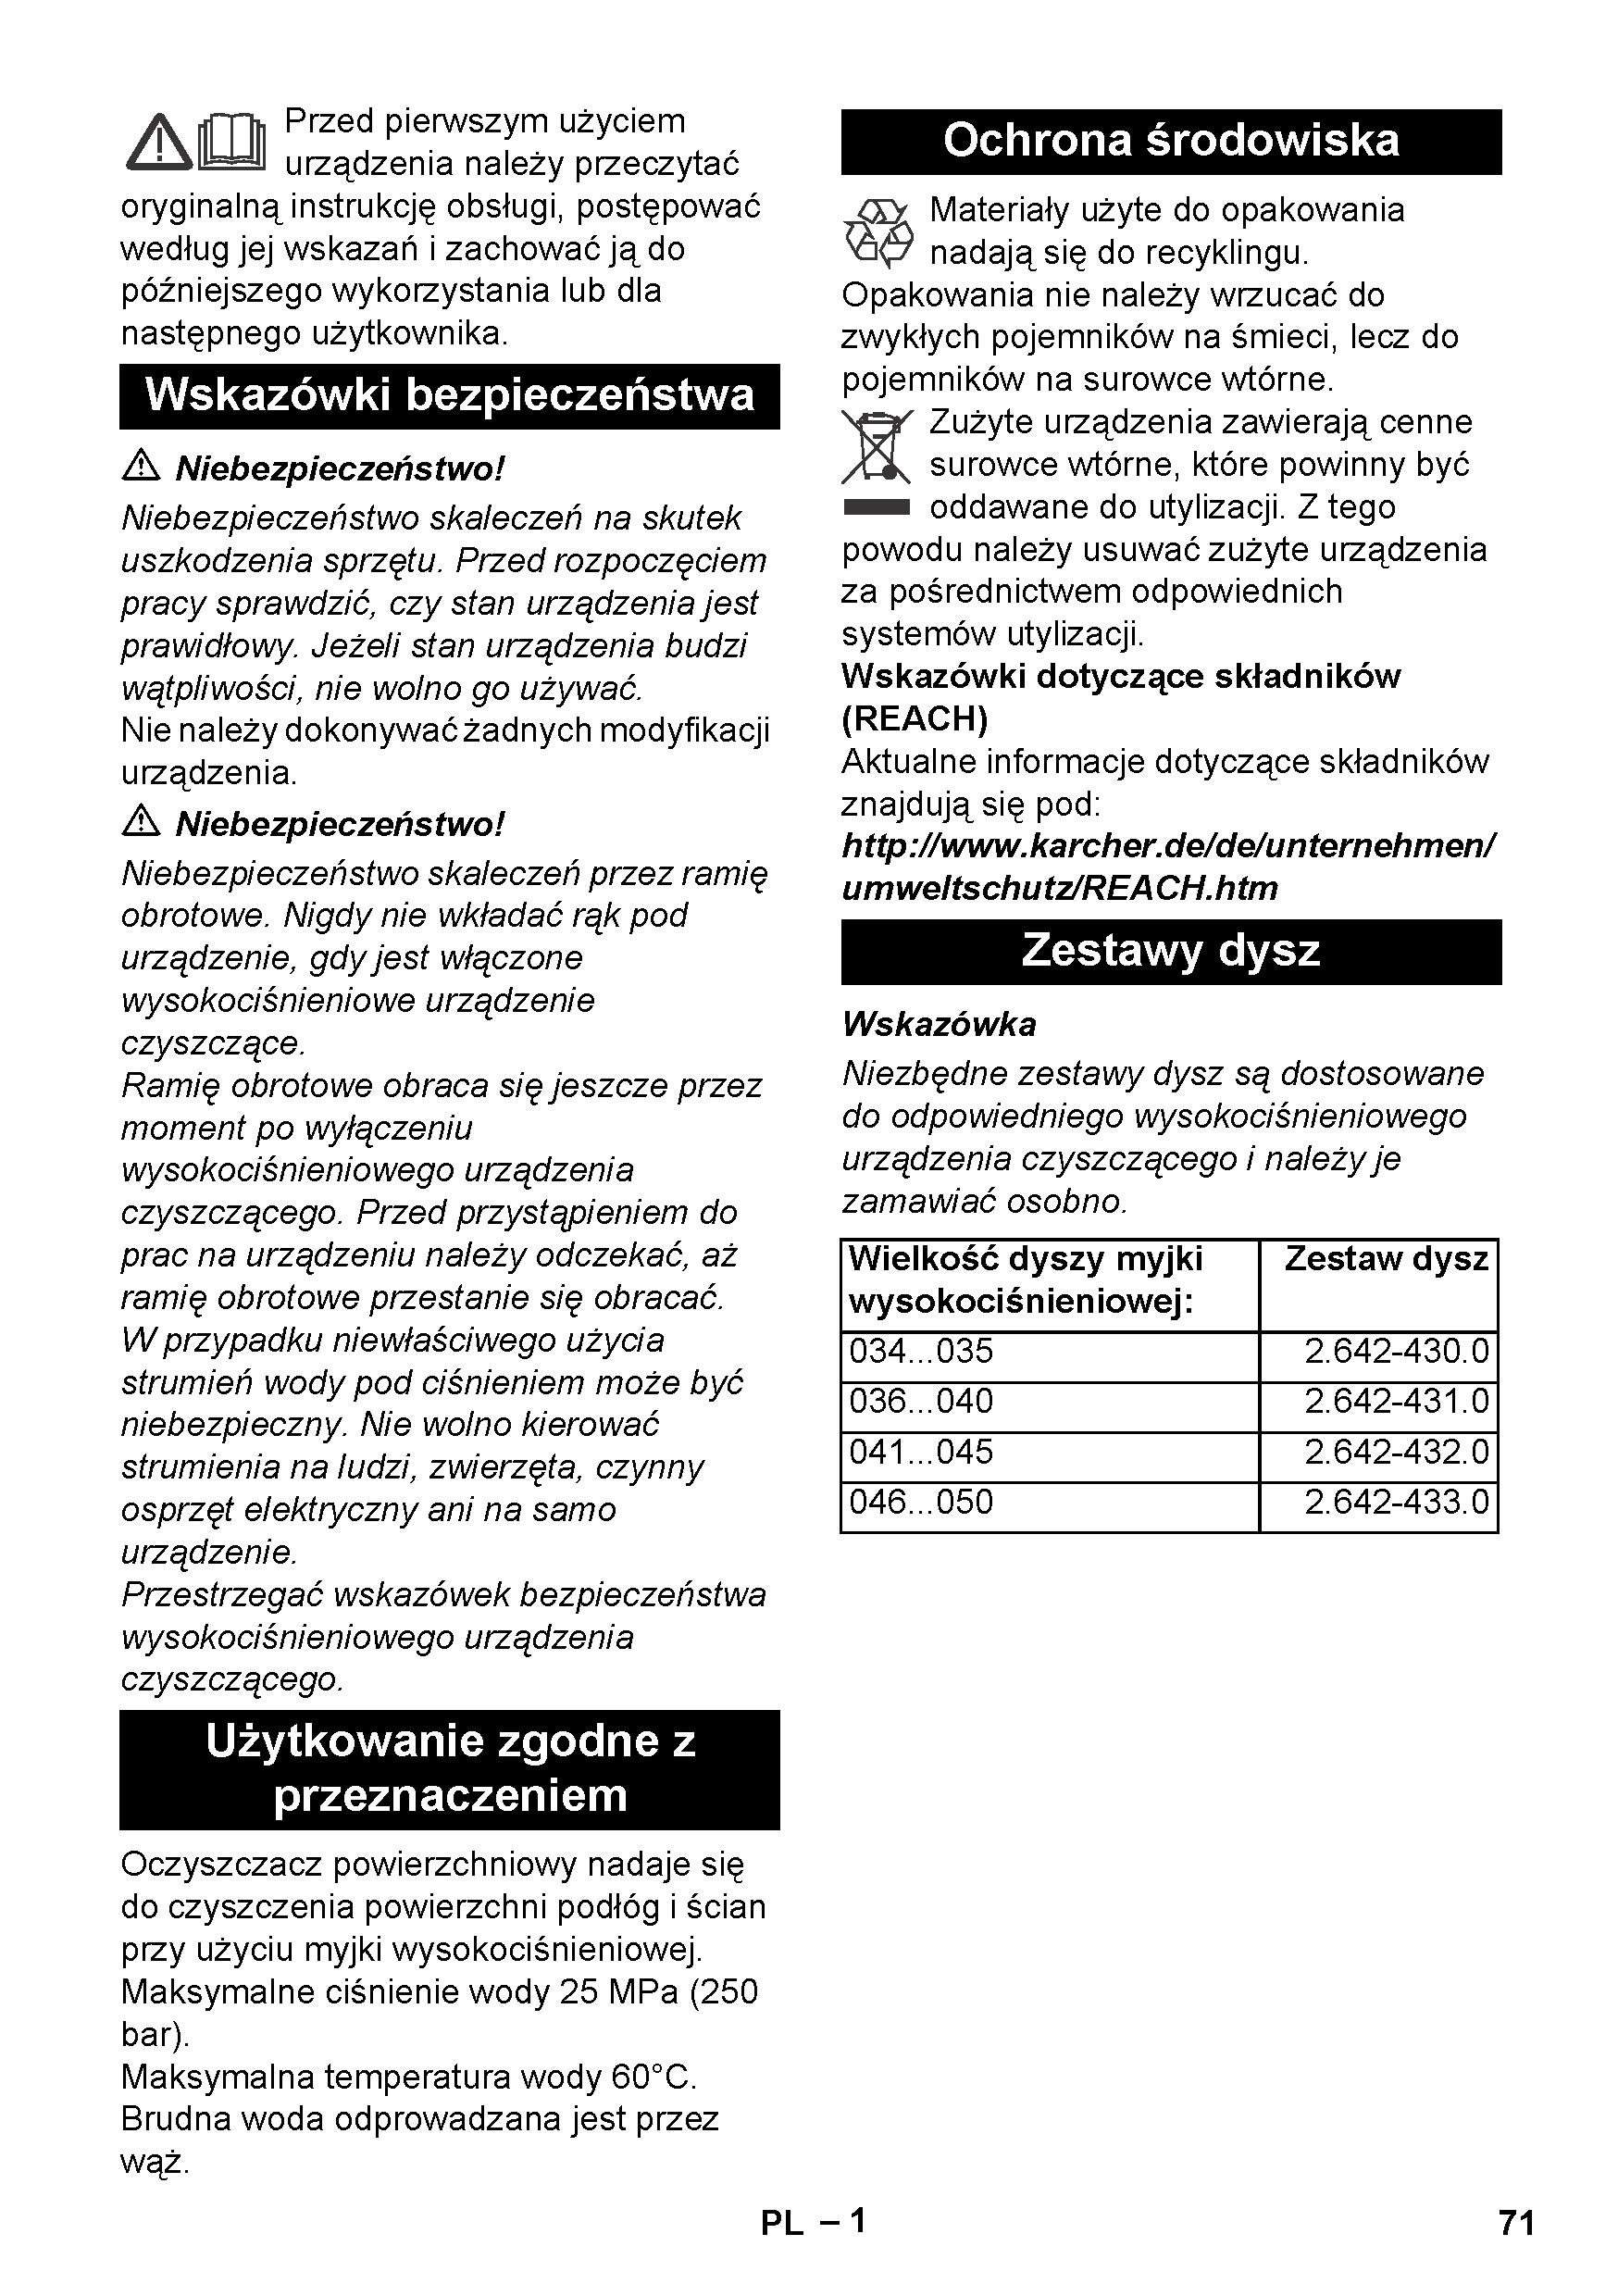 Przed pierwszym użyciem
urządzenia należy przeczytać
oryginalną instrukcję obsługi, postępować
według jej wskazań i zachować ją do
późniejszego wykorzystania lub dla
następnego użytkownika.
Wskazówki bezpieczeństwa
Niebezpieczeństwo!
Niebezpieczeństwo skaleczeń na skutek
uszkodzenia sprzętu. Przed rozpoczęciem
pracy sprawdzić, czy stan urządzenia jest
prawidłowy. Jeżeli stan urządzenia budzi
wątpliwości, nie wolno go używać.
Nie należy dokonywać żadnych modyfikacji
urządzenia.
Niebezpieczeństwo!
Niebezpieczeństwo skaleczeń przez ramię
obrotowe. Nigdy nie wkładać rąk pod
urządzenie, gdy jest włączone
wysokociśnieniowe urządzenie
czyszczące.
Ramię obrotowe obraca się jeszcze przez
moment po wyłączeniu
wysokociśnieniowego urządzenia
czyszczącego. Przed przystąpieniem do
prac na urządzeniu należy odczekać, aż
ramię obrotowe przestanie się obracać.
W przypadku niewłaściwego użycia
strumień wody pod ciśnieniem może być
niebezpieczny. Nie wolno kierować
strumienia na ludzi, zwierzęta, czynny
osprzęt elektryczny ani na samo
urządzenie.
Przestrzegać wskazówek bezpieczeństwa
wysokociśnieniowego urządzenia
czyszczącego.
Użytkowanie zgodne z
przeznaczeniem
Oczyszczacz powierzchniowy nadaje się
do czyszczenia powierzchni podłóg i ścian
przy użyciu myjki wysokociśnieniowej.
Maksymalne ciśnienie wody 25 MPa (250
bar).
Maksymalna temperatura wody 60°C.
Brudna woda odprowadzana jest przez
wąż.
Ochrona środowiska
Materiały użyte do opakowania
nadają się do recyklingu.
Opakowania nie należy wrzucać do
zwykłych pojemników na śmieci, lecz do
pojemników na surowce wtórne.
Zużyte urządzenia zawierają cenne
surowce wtórne, które powinny być
oddawane do utylizacji. Z tego
powodu należy usuwać zużyte urządzenia
za pośrednictwem odpowiednich
systemów utylizacji.
Wskazówki dotyczące składników
(REACH)
Aktualne informacje dotyczące składników
znajdują się pod:
http://www.karcher.de/de/unternehmen/
umweltschutz/REACH.htm
Zestawy dysz
Wskazówka
Niezbędne zestawy dysz są dostosowane
do odpowiedniego wysokociśnieniowego
urządzenia czyszczącego i należy je
zamawiać osobno.
Wielkość dyszy myjki Zestaw dysz
wysokociśnieniowej:
034...035 2.642-430.0
036...040 2.642-431.0
041...045 2.642-432.0
046...050 2.642-433.0
PL – 1 71